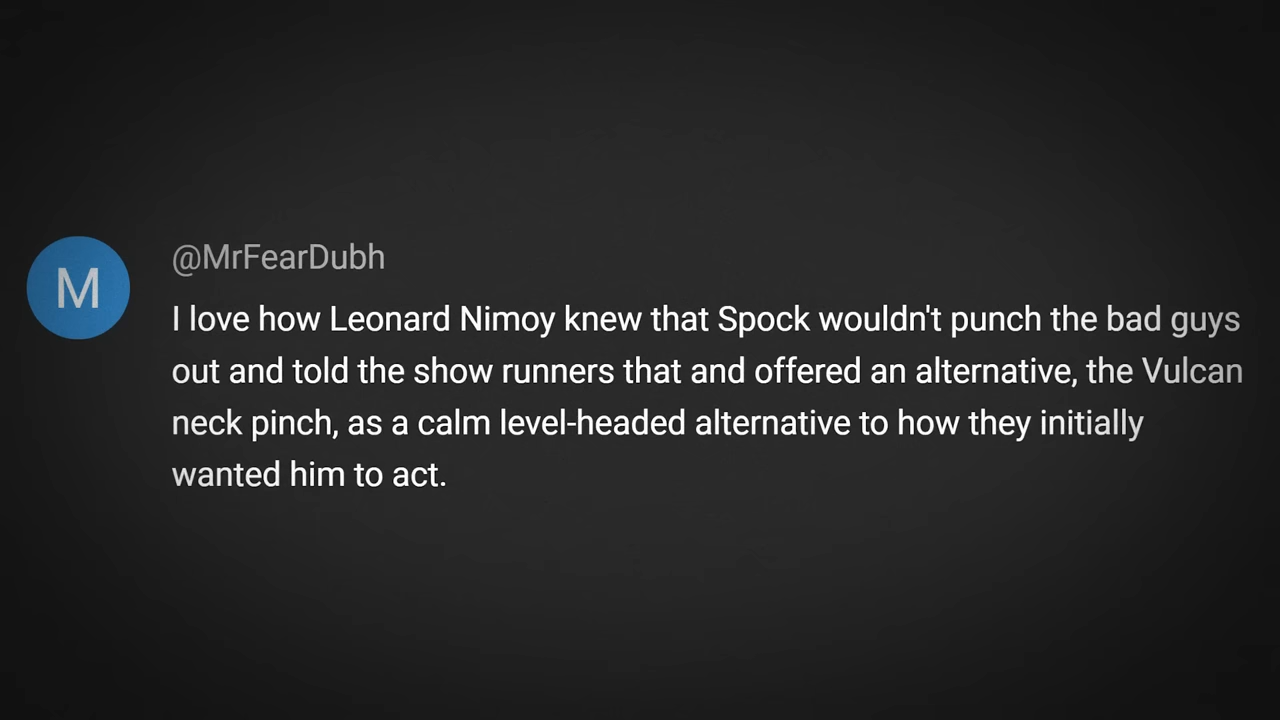 M
@MrFearDubh
I love how Leonard Nimoy knew that Spock wouldn't punch the bad guys
out and told the show runners that and offered an alternative, the Vulcan
neck pinch, as a calm level-headed alternative to how they initially
wanted him to act.